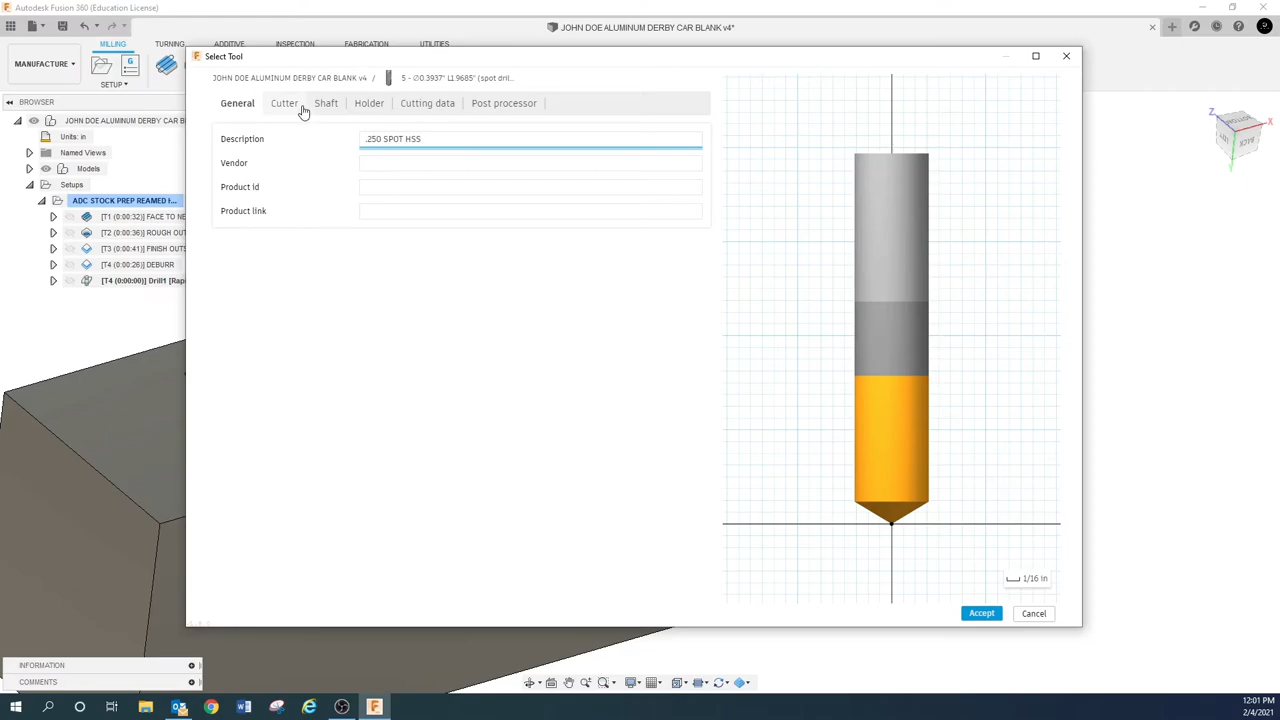 Autodesk Fusion 360 (Education License)
JOHN DOE ALUMINUM DERBY CAR BLANK v4*
MANUFACTURE
MILLING TURNING ADDITIVE INSPECTION FABRICATION UTILITIES
SETUP
Select Tool
BROWSER
JOHN DOE ALUMINUM DERBY CAR B
Units: in
Named Views
Models
Setups
ADC STOCK PREP REAMED
[T1 (0:00:32)] FACE TO NE
[T2 (0:00:36)] ROUGH OUT
[T3 (0:00:41)] FINISH OUTS
[T4 (0:00:26)] DEBURR
[T4 (0:00:00)] Drill1 [Rap
JOHN DOE ALUMINUM DERBY CAR BLANK v4 / 5 - ∅0.3937" L1.9685" (spot dril...
General Cutter Shaft Holder Cutting data Post processor
Description .250 SPOT HSS
Vendor
Product id
Product link
1/16 in
Accept Cancel
Z X Y
BACK
INFORMATION
COMMENTS
12:01 PM
2/4/2021